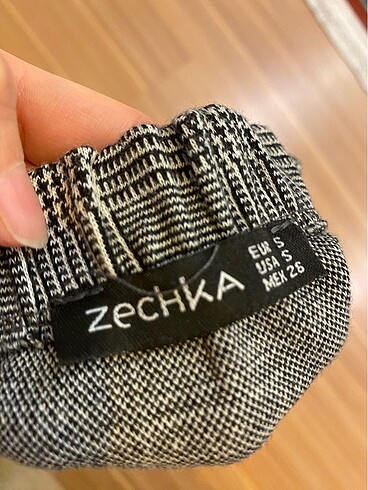 zechka
EUR S
USA S
MEX 26